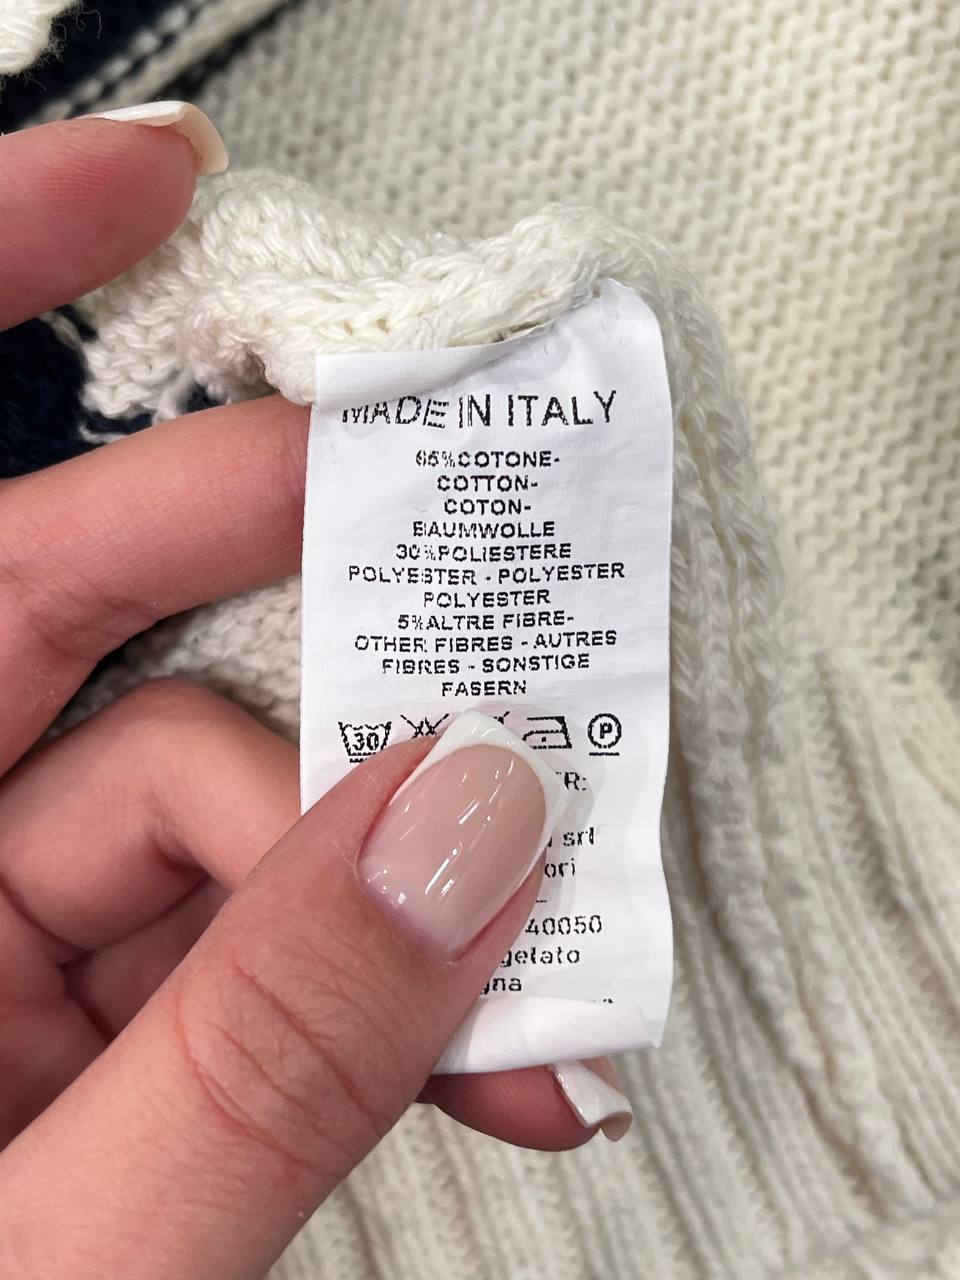 MADE IN ITALY
65%COTONE-
COTTON-
COTON-
BAUMWOLLE
30%POLIESTERE
POLYESTER - POLYESTER
POLYESTER
5%ALTRE FIBRE-
OTHER FIBRES - AUTRES
FIBRES - SONSTIGE
FASERN
30 P
srl
40050